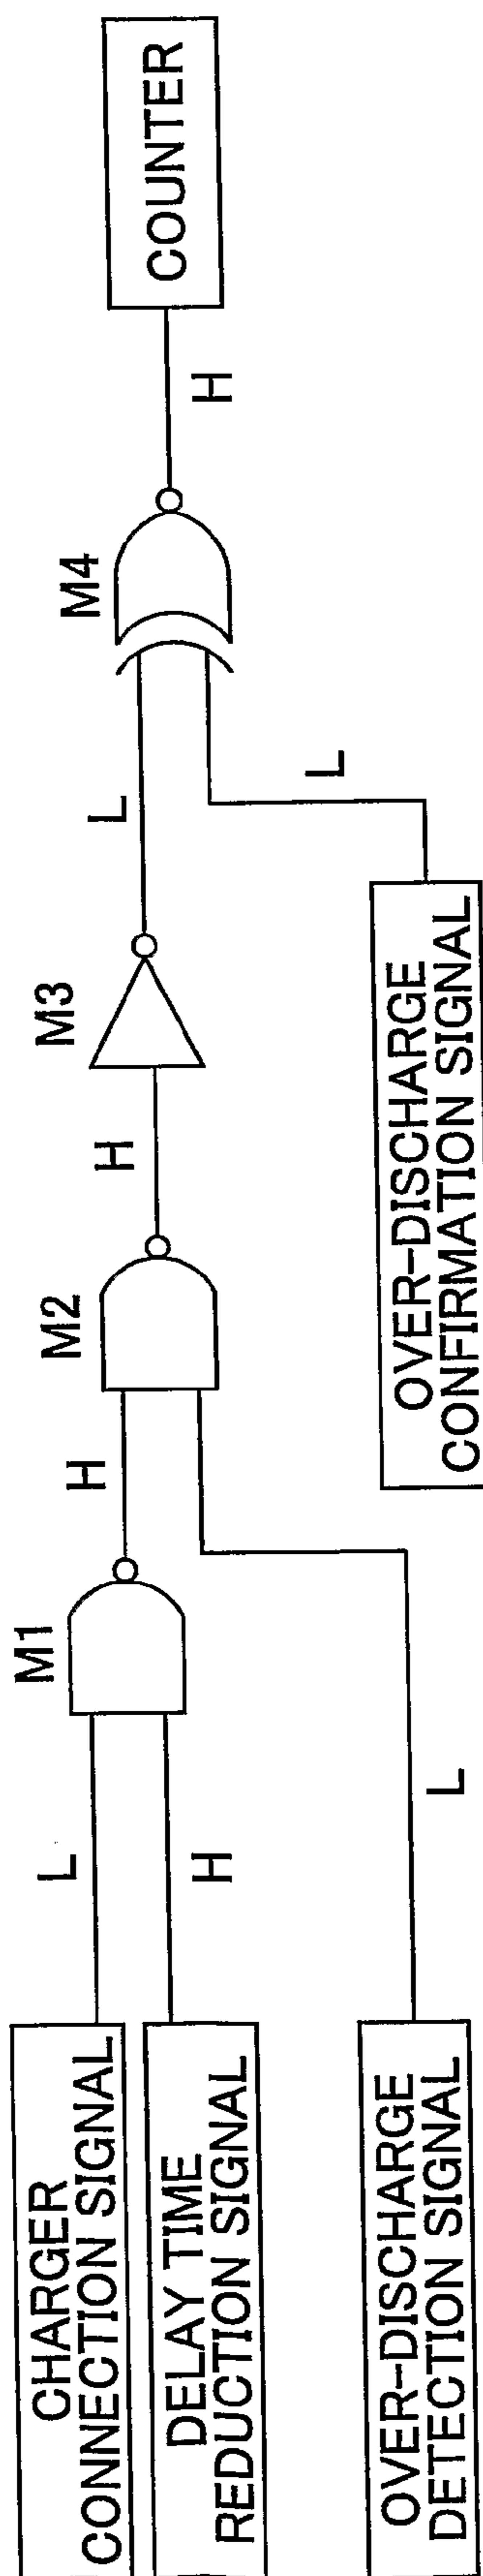 CHARGER
CONNECTION SIGNAL
L
DELAY TIME
REDUCTION SIGNAL
H
M1
H
OVER-DISCHARGE
DETECTION SIGNAL
L
M2
H
M3
L
OVER-DISCHARGE
CONFIRMATION SIGNAL
L
M4
H
COUNTER